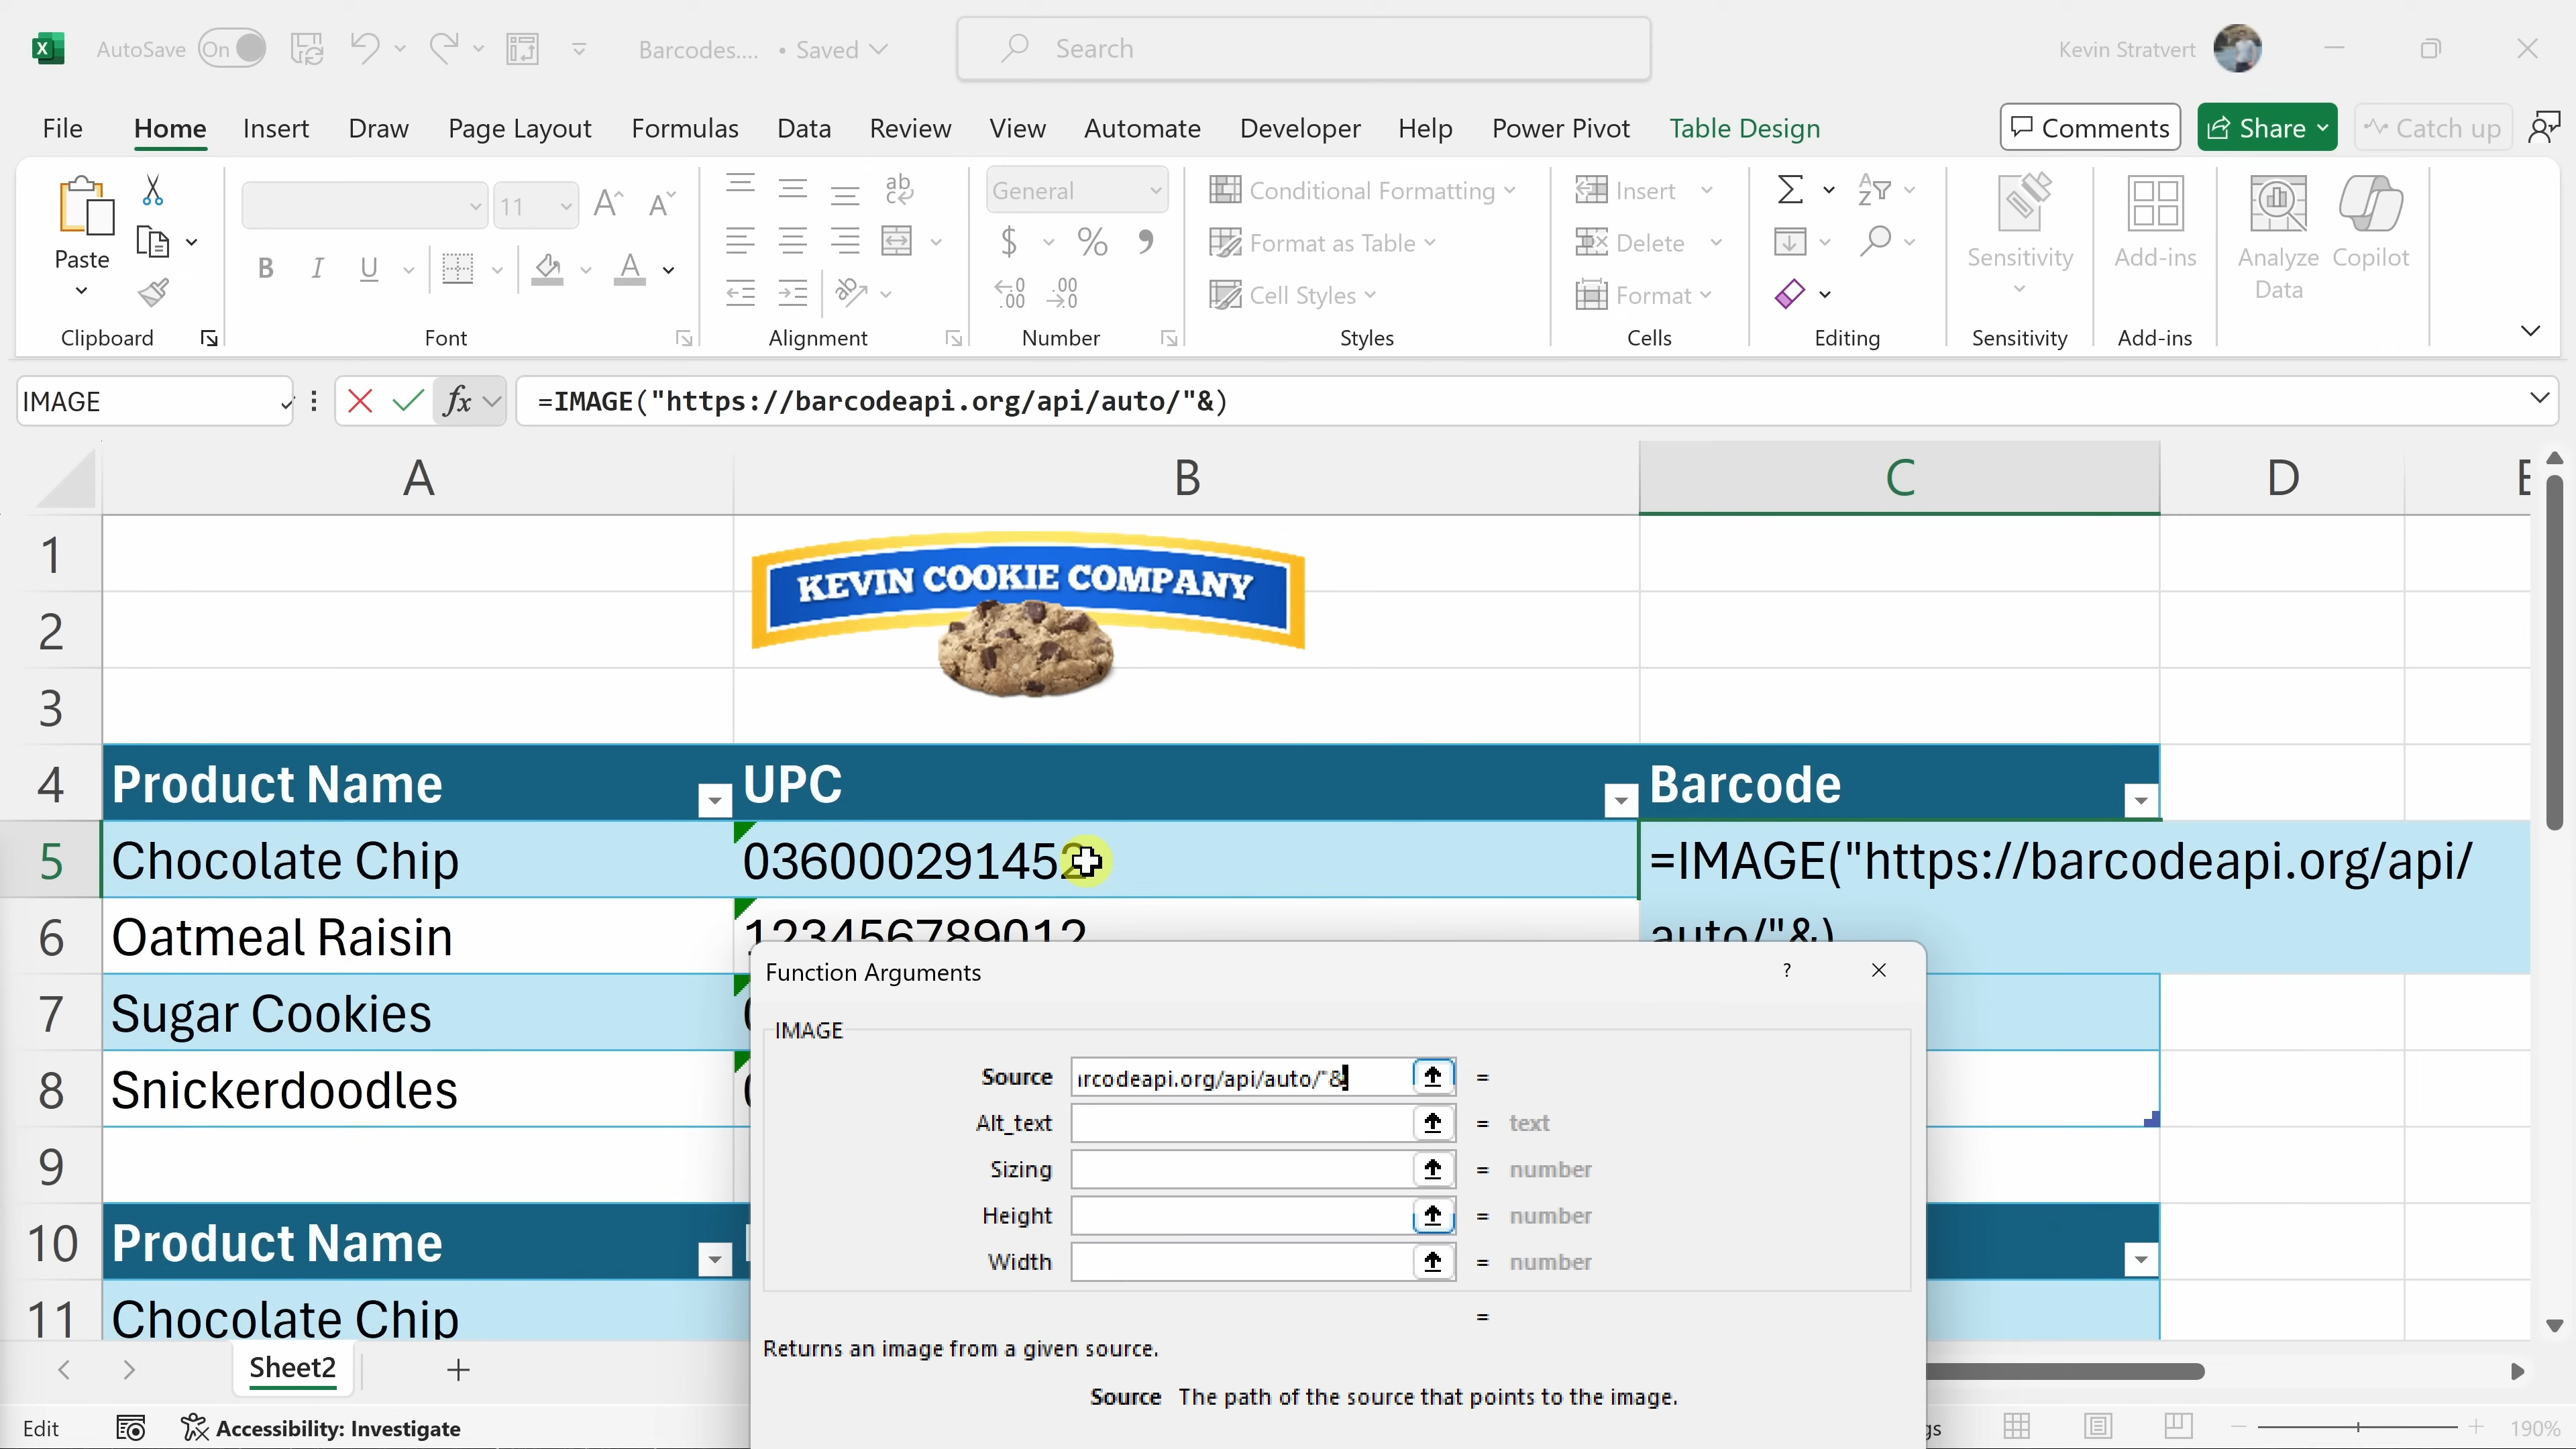 AutoSave On Barcodes.... • Saved Search Kevin Stratvert
File Home Insert Draw Page Layout Formulas Data Review View Automate Developer Help Power Pivot Table Design Comments Share Catch up
Paste 11 General Conditional Formatting Insert
Format as Table Delete
Cell Styles Format
Sensitivity Add-ins Analyze Data Copilot
Clipboard Font Alignment Number Styles Cells Editing Sensitivity Add-ins
IMAGE fx =IMAGE("https://barcodeapi.org/api/auto/"&)
A B C D E
1
KEVIN COOKIE COMPANY
2
3
4 Product Name UPC Barcode
5 Chocolate Chip 036000291452 =IMAGE("https://barcodeapi.org/api/
6 Oatmeal Raisin 123456789012 auto/"&)
Function Arguments ? 
7 Sugar Cookies
IMAGE
Source rcodeapi.org/api/auto/"& =
8 Snickerdoodles
Alt_text = text
9
Sizing = number
10 Product Name
Height = number
Width = number
11 Chocolate Chip
=
Returns an image from a given source.
Source The path of the source that points to the image.
Sheet2 +
Edit Accessibility: Investigate 190%